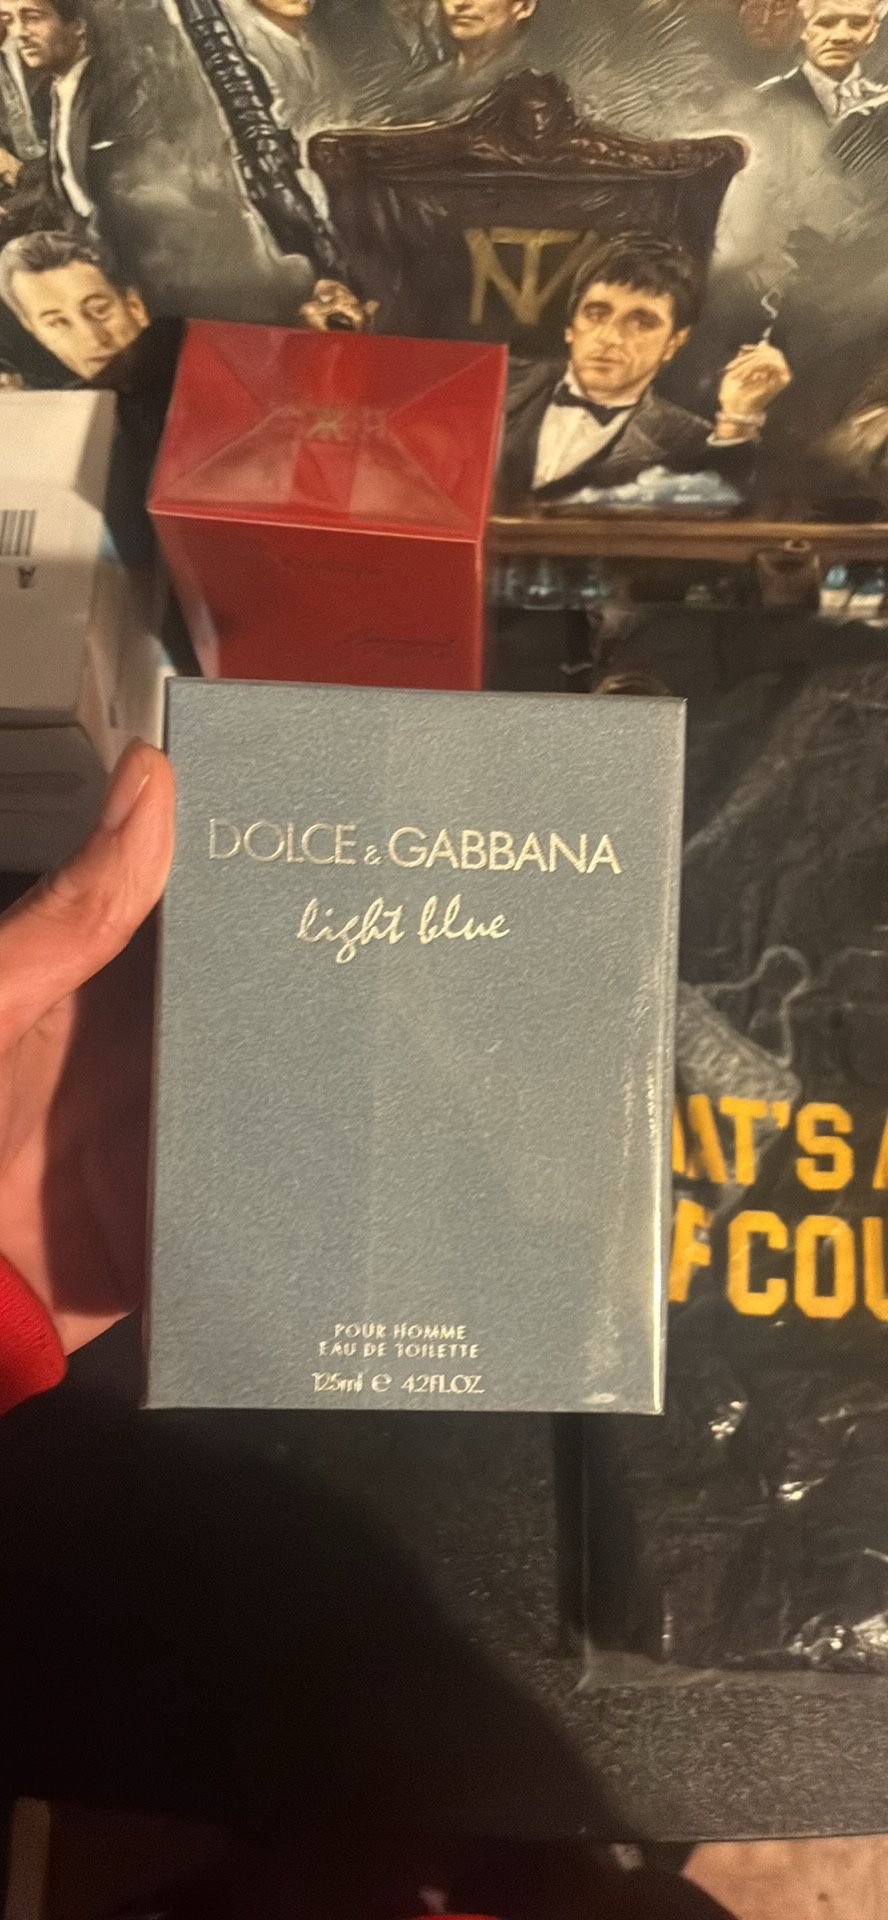 DOLCE & GABBANA
light blue
POUR HOMME
EAU DE TOILETTE
125ml e 4.2FL.OZ.
AT'S A
F COU
A